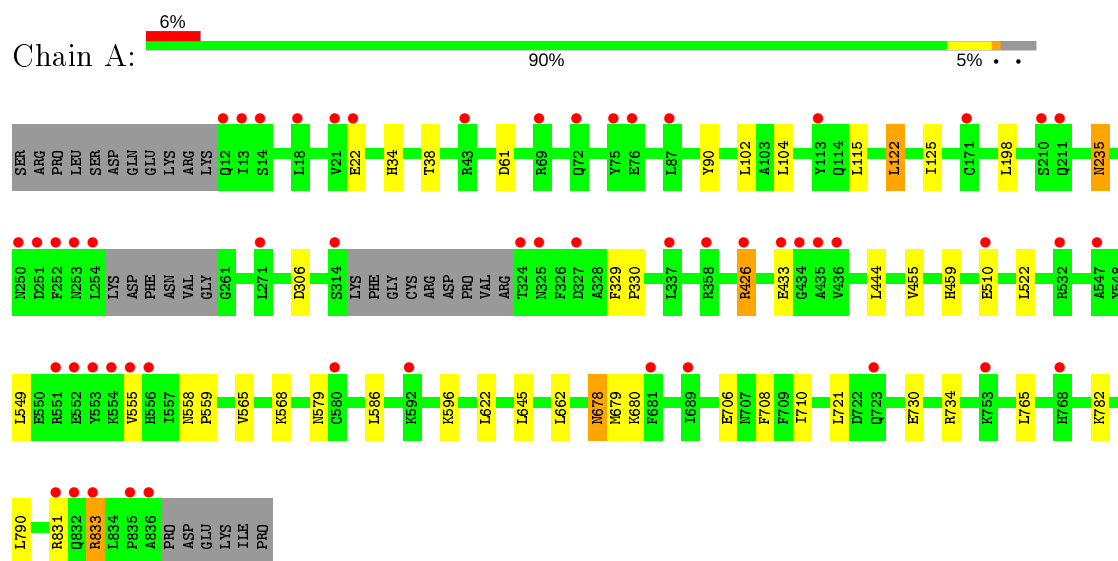 6%
Chain A:
90% 5% • •
SER ARG PRO LEU SER ASP GLN GLU LYS ARG LYS Q12 I13 S14 L18 V21 E22 H34 T38 R43 D61 R69 Q72 Y75 E76 L87 Y90 L102 A103 L104 Y113 Q114 L115 L122 I125 C171 L198 S210 Q211 N235
N250 D251 F252 N253 L254 LYS ASP PHE ASN VAL GLY G261 L271 D306 S314 LYS PHE GLY CYS ARG ASP PRO VAL ARG T324 N325 F326 D327 A328 F329 P330 L337 R358 R426 E433 G434 A435 V436 L444 V455 H459 E510 L522 R532 A547 Y548
L549 E550 R551 E552 Y553 K554 V555 H556 I557 N558 P559 V565 K568 N579 C580 L586 K592 K596 L622 L645 L662 N678 M679 K680 F681 I689 E706 N707 F708 F709 I710 L721 D722 Q723 E730 R734 K753 L765 H768 K782
L790 R831 Q832 R833 L834 P835 A836 PRO ASP GLU LYS ILE PRO